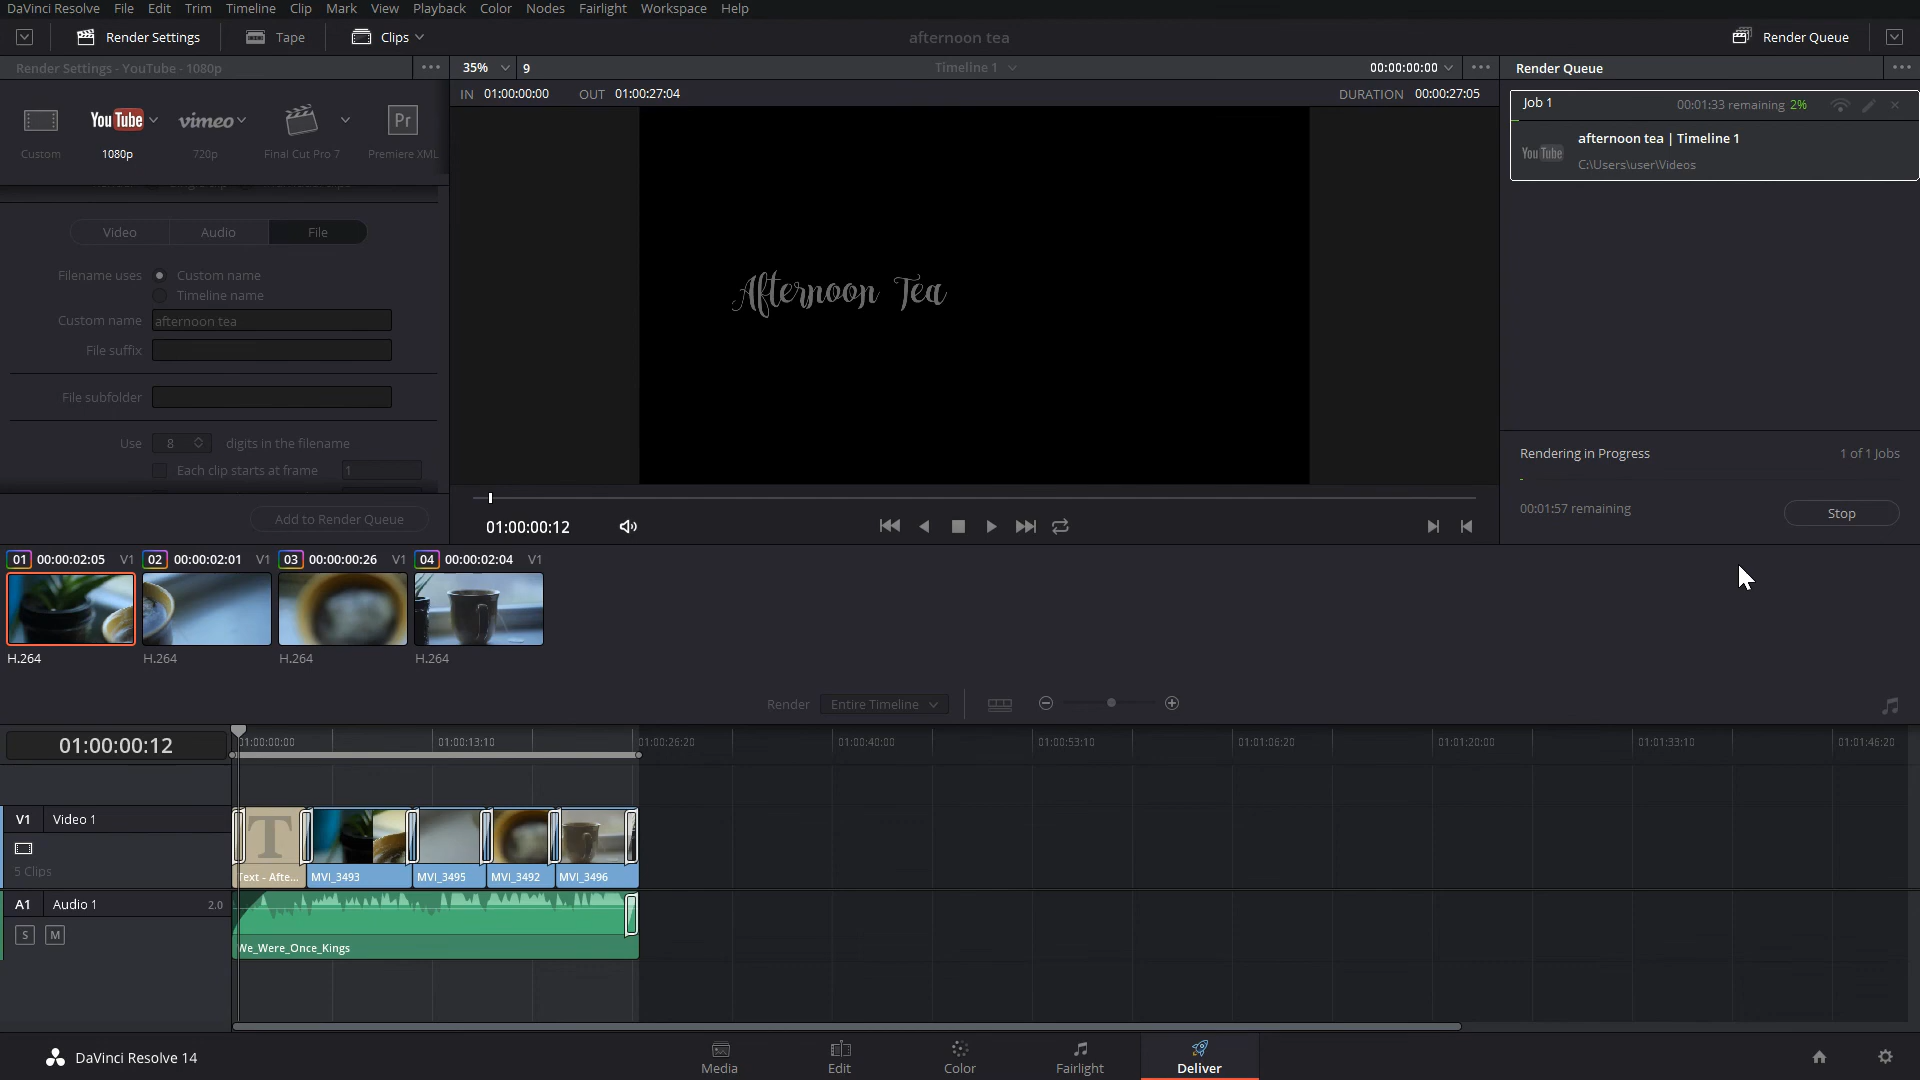 DaVinci Resolve File Edit Trim Timeline Clip Mark View Playback Color Nodes Fairlight Workspace Help
Render Settings Tape Clips afternoon tea Render Queue
Render Settings - YouTube - 1080p 35% 9 Timeline 1 00:00:00:00 Render Queue
IN 01:00:00:00 OUT 01:00:27:04 DURATION 00:00:27:05
Job 1 00:01:33 remaining 2%
YouTube vimeo Pr
Custom 1080p 720p Final Cut Pro 7 Premiere XML
afternoon tea | Timeline 1
YouTube C:\Users\user\Videos
Video Audio File
Filename uses Custom name
Timeline name
Custom name afternoon tea
File suffix
File subfolder
Use 8 digits in the filename
Each clip starts at frame 1
Add to Render Queue
Afternoon Tea
01:00:00:12
Rendering in Progress 1 of 1 Jobs
00:01:57 remaining Stop
01 00:00:02:05 V1 02 00:00:02:01 V1 03 00:00:00:26 V1 04 00:00:02:04 V1
H.264 H.264 H.264 H.264
Render Entire Timeline
01:00:00:12 01:00:00:00 01:00:13:10 01:00:26:20 01:00:40:00 01:00:53:10 01:01:06:20 01:01:20:00 01:01:33:10 01:01:46:20
V1 Video 1
T
5 Clips
Text - Afte... MVI_3493 MVI_3495 MVI_3492 MVI_3496
A1 Audio 1 2.0
S M
We_Were_Once_Kings
DaVinci Resolve 14 Media Edit Color Fairlight Deliver